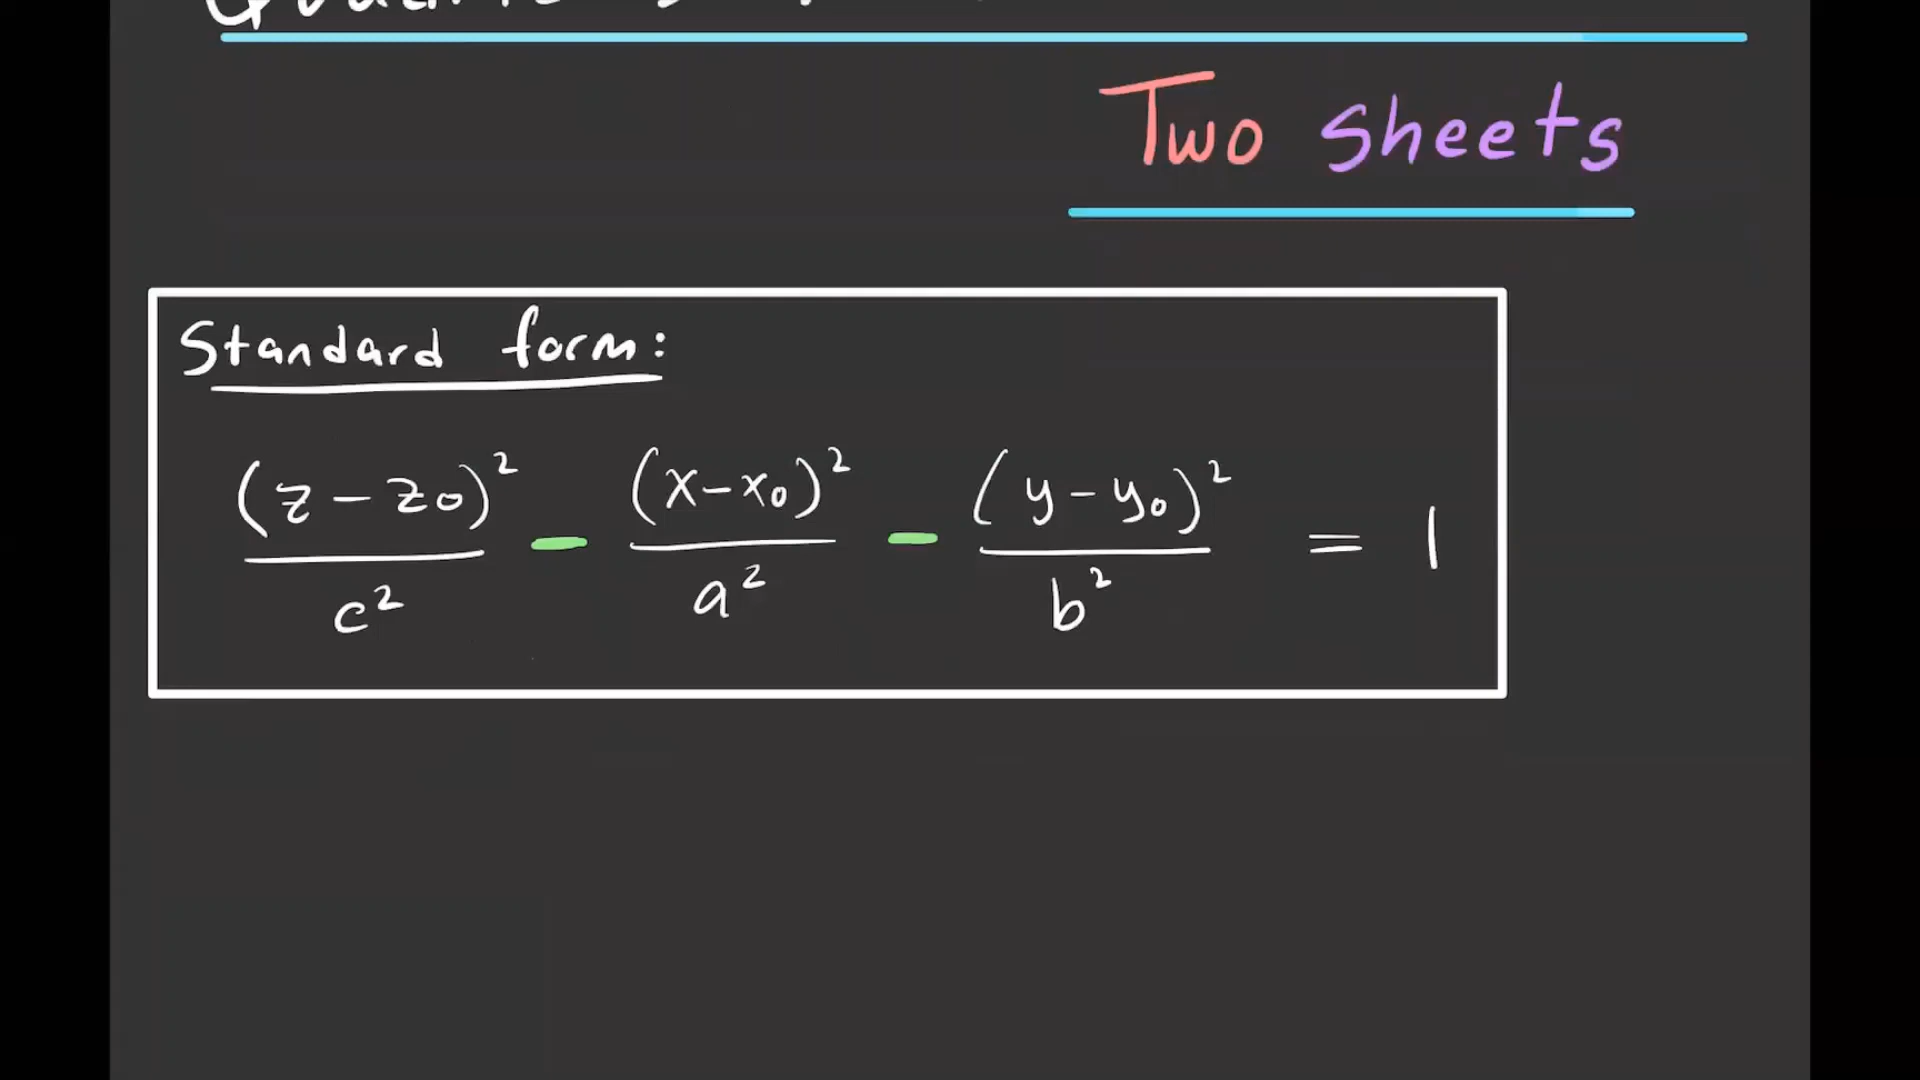 Two sheets
Standard form:
(z - z0)² / c² - (x - x₀)² / a² - (y - y₀)² / b² = 1